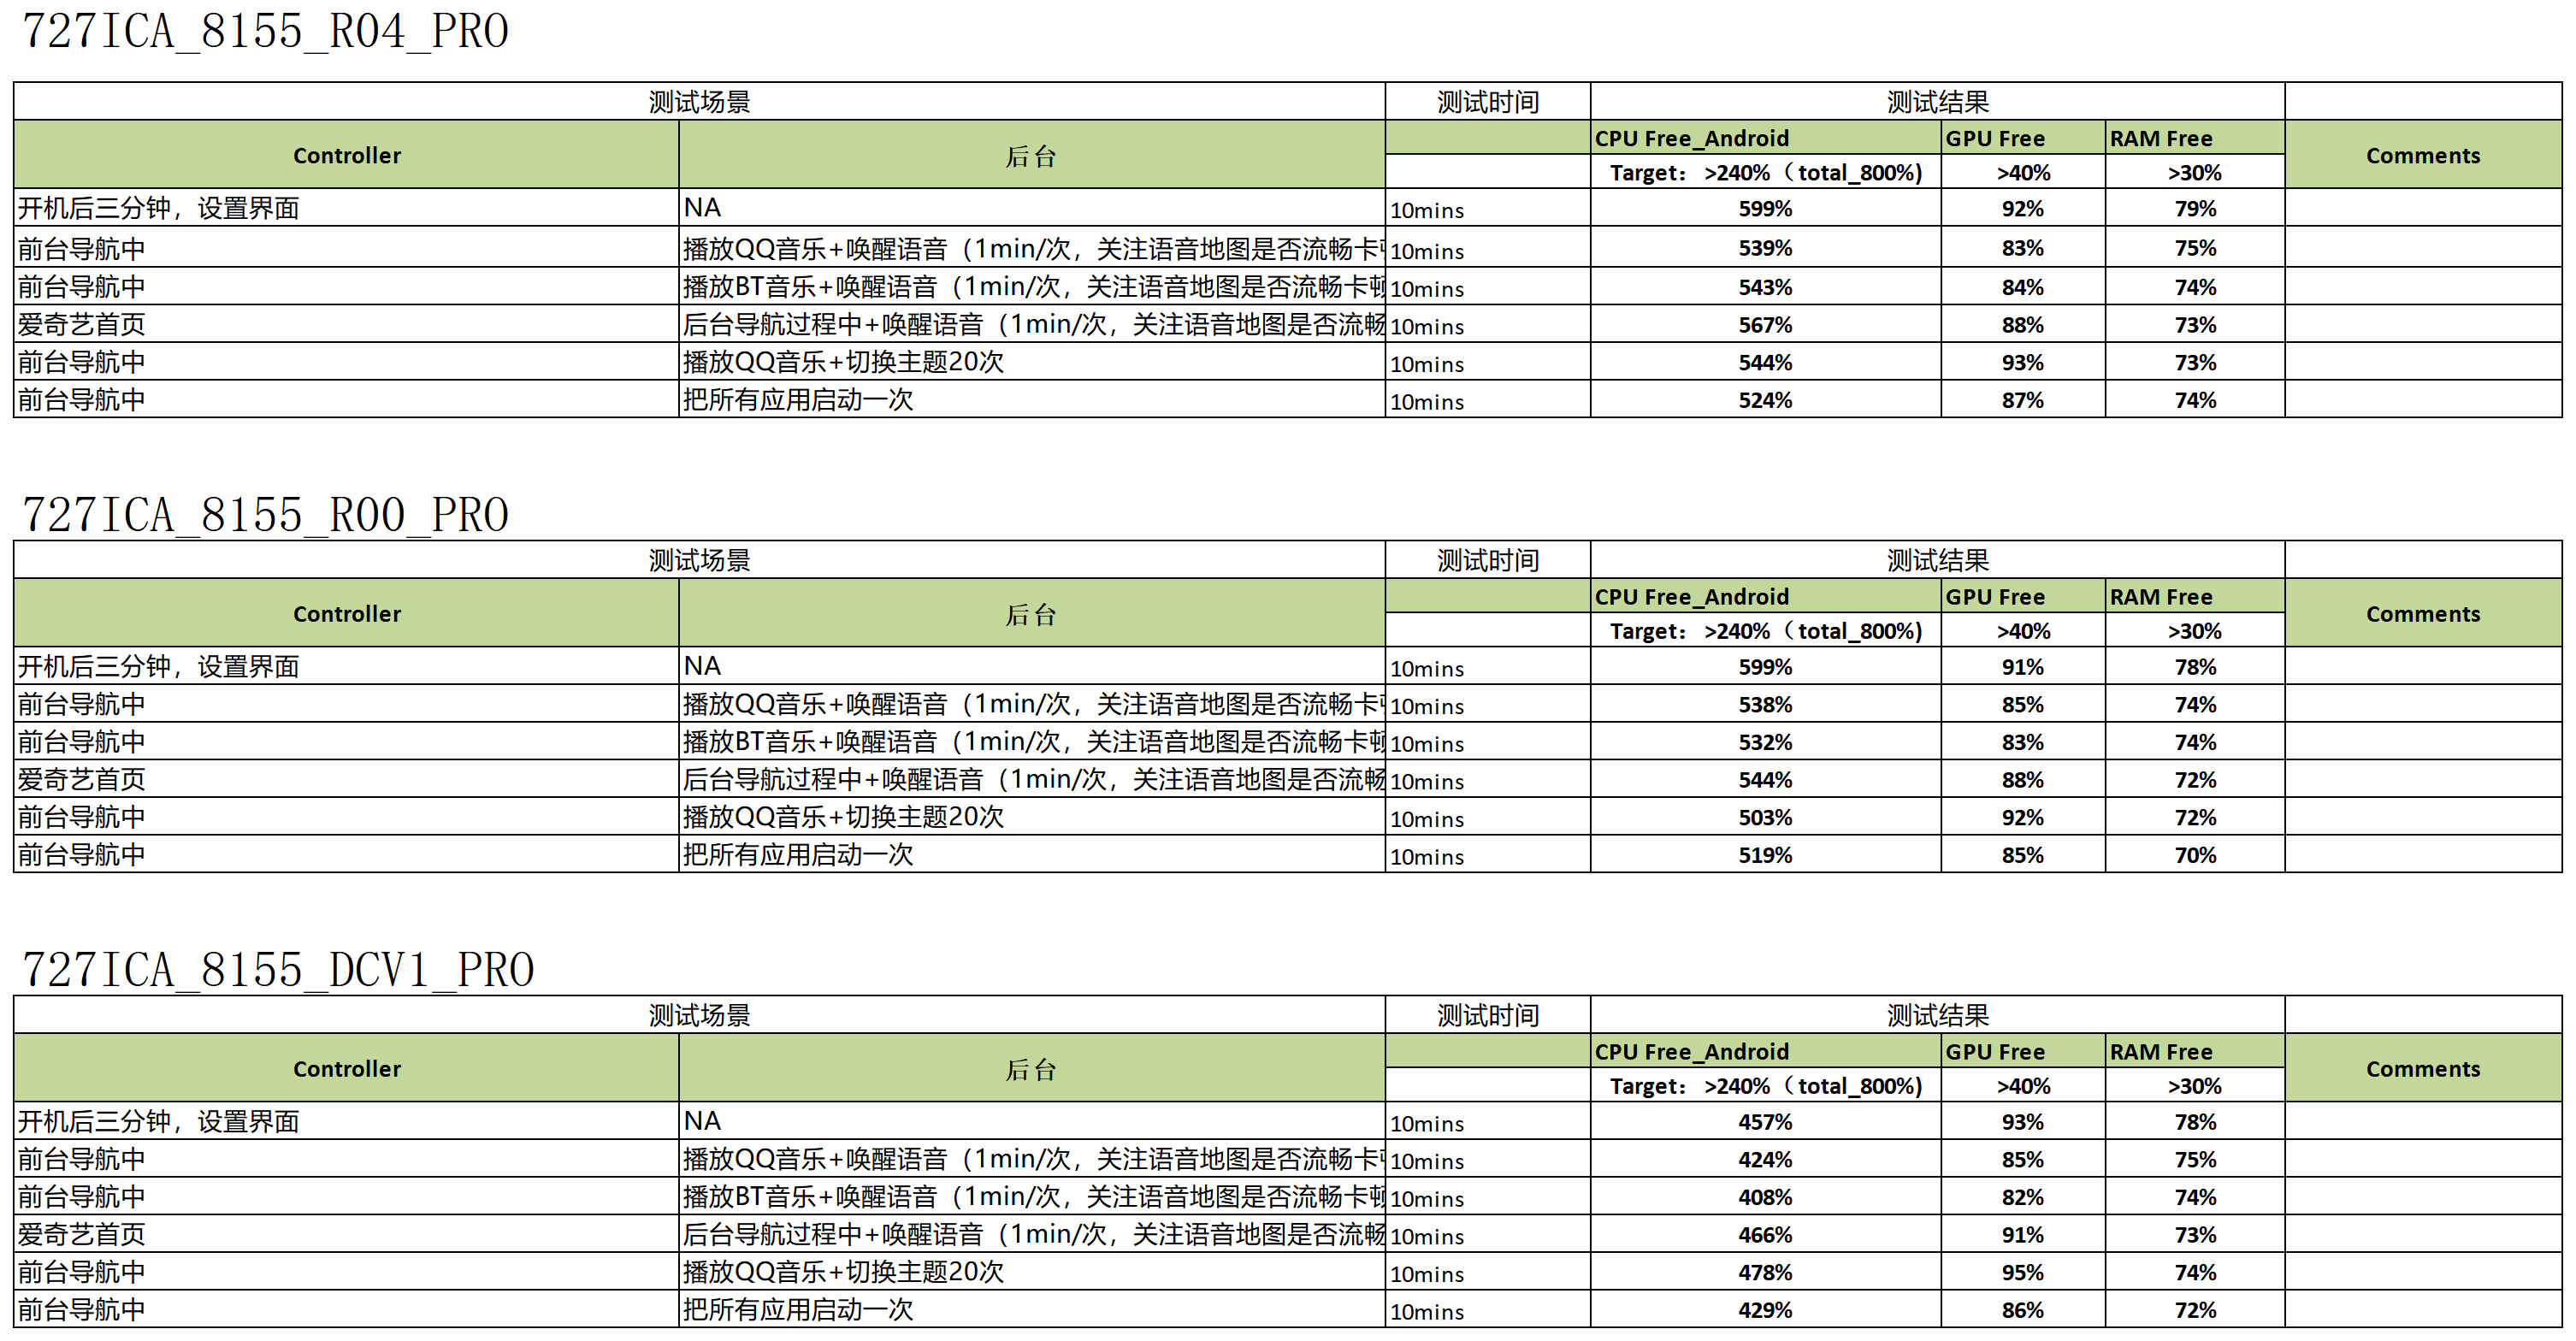 727ICA_8155_R04_PRO
测试场景 测试时间 测试结果
Controller 后台 CPU Free_Android GPU Free RAM Free Comments
Target： >240%（total_800%) >40% >30%
开机后三分钟，设置界面 NA 10mins 599% 92% 79%
前台导航中 播放QQ音乐+唤醒语音（1min/次，关注语音地图是否流畅卡 10mins 539% 83% 75%
前台导航中 播放BT音乐+唤醒语音（1min/次，关注语音地图是否流畅卡顿 10mins 543% 84% 74%
爱奇艺首页 后台导航过程中+唤醒语音（1min/次，关注语音地图是否流畅 10mins 567% 88% 73%
前台导航中 播放QQ音乐+切换主题20次 10mins 544% 93% 73%
前台导航中 把所有应用启动一次 10mins 524% 87% 74%
727ICA_8155_R00_PRO
测试场景 测试时间 测试结果
Controller 后台 CPU Free_Android GPU Free RAM Free Comments
Target： >240%（total_800%) >40% >30%
开机后三分钟，设置界面 NA 10mins 599% 91% 78%
前台导航中 播放QQ音乐+唤醒语音（1min/次，关注语音地图是否流畅卡 10mins 538% 85% 74%
前台导航中 播放BT音乐+唤醒语音（1min/次，关注语音地图是否流畅卡顿 10mins 532% 83% 74%
爱奇艺首页 后台导航过程中+唤醒语音（1min/次，关注语音地图是否流畅 10mins 544% 88% 72%
前台导航中 播放QQ音乐+切换主题20次 10mins 503% 92% 72%
前台导航中 把所有应用启动一次 10mins 519% 85% 70%
727ICA_8155_DCV1_PRO
测试场景 测试时间 测试结果
Controller 后台 CPU Free_Android GPU Free RAM Free Comments
Target： >240%（total_800%) >40% >30%
开机后三分钟，设置界面 NA 10mins 457% 93% 78%
前台导航中 播放QQ音乐+唤醒语音（1min/次，关注语音地图是否流畅卡 10mins 424% 85% 75%
前台导航中 播放BT音乐+唤醒语音（1min/次，关注语音地图是否流畅卡顿 10mins 408% 82% 74%
爱奇艺首页 后台导航过程中+唤醒语音（1min/次，关注语音地图是否流畅 10mins 466% 91% 73%
前台导航中 播放QQ音乐+切换主题20次 10mins 478% 95% 74%
前台导航中 把所有应用启动一次 10mins 429% 86% 72%